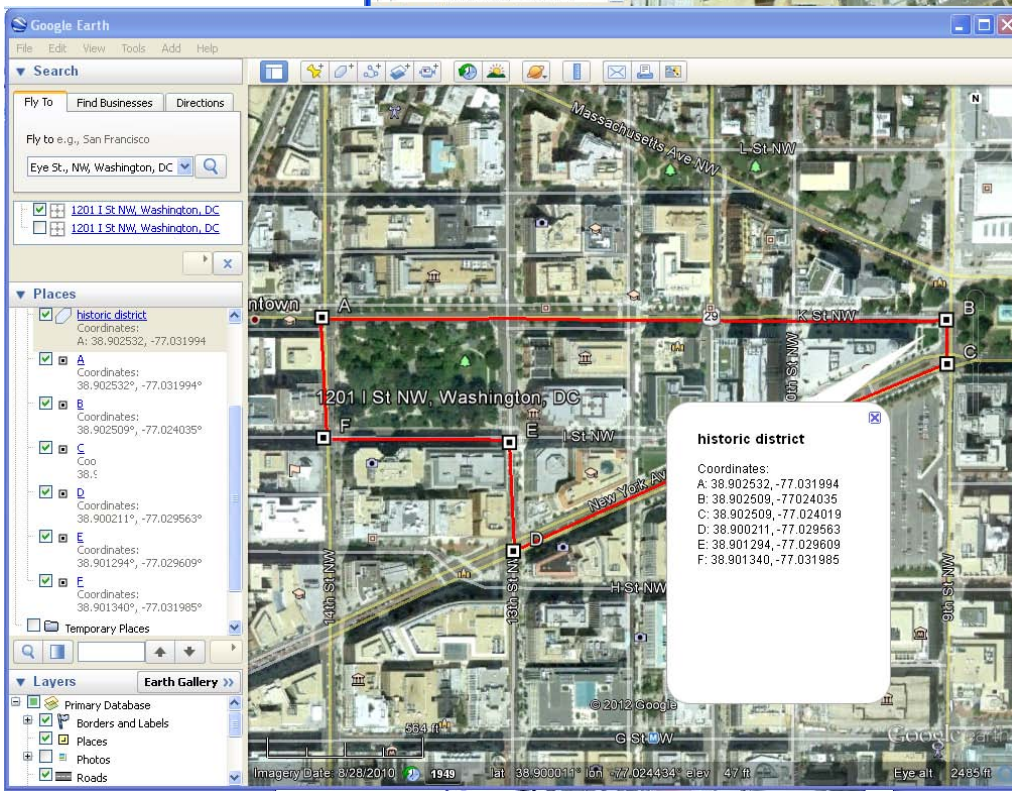 Google Earth
File Edit View Tools Add Help
Search
Fly To Find Businesses Directions
Fly to e.g., San Francisco
Eye St., NW, Washington, DC
1201 I St NW, Washington, DC
1201 I St NW, Washington, DC
Places
historic district
Coordinates:
A: 38.902532, -77.031994
A
Coordinates:
38.902532°, -77.031994°
B
Coordinates:
38.902509°, -77.024035°
C
Coo
38.9
D
Coordinates:
38.900211°, -77.029563°
E
Coordinates:
38.901294°, -77.029609°
F
Coordinates:
38.901340°, -77.031985°
Temporary Places
Layers Earth Gallery >>
Primary Database
Borders and Labels
Places
Photos
Roads
N
Massachusetts Ave NW
L St NW
ntown
A
29
K St NW
B
C
0th St NW
1201 I St NW, Washington, DC
F
E
I St NW
New York Av
D
14th St NW
13th St N
H St NW
9th St NW
G St NW
historic district
Coordinates:
A: 38.902532, -77.031994
B: 38.902509, -77024035
C: 38.902509, -77.024019
D: 38.900211, -77.029563
E: 38.901294, -77.029609
F: 38.901340, -77.031985
© 2012 Google
564 ft
Google earth
Imagery Date: 8/28/2010 1949 lat 38.900011° lon -77.024434° elev 47 ft Eye alt 2485 ft